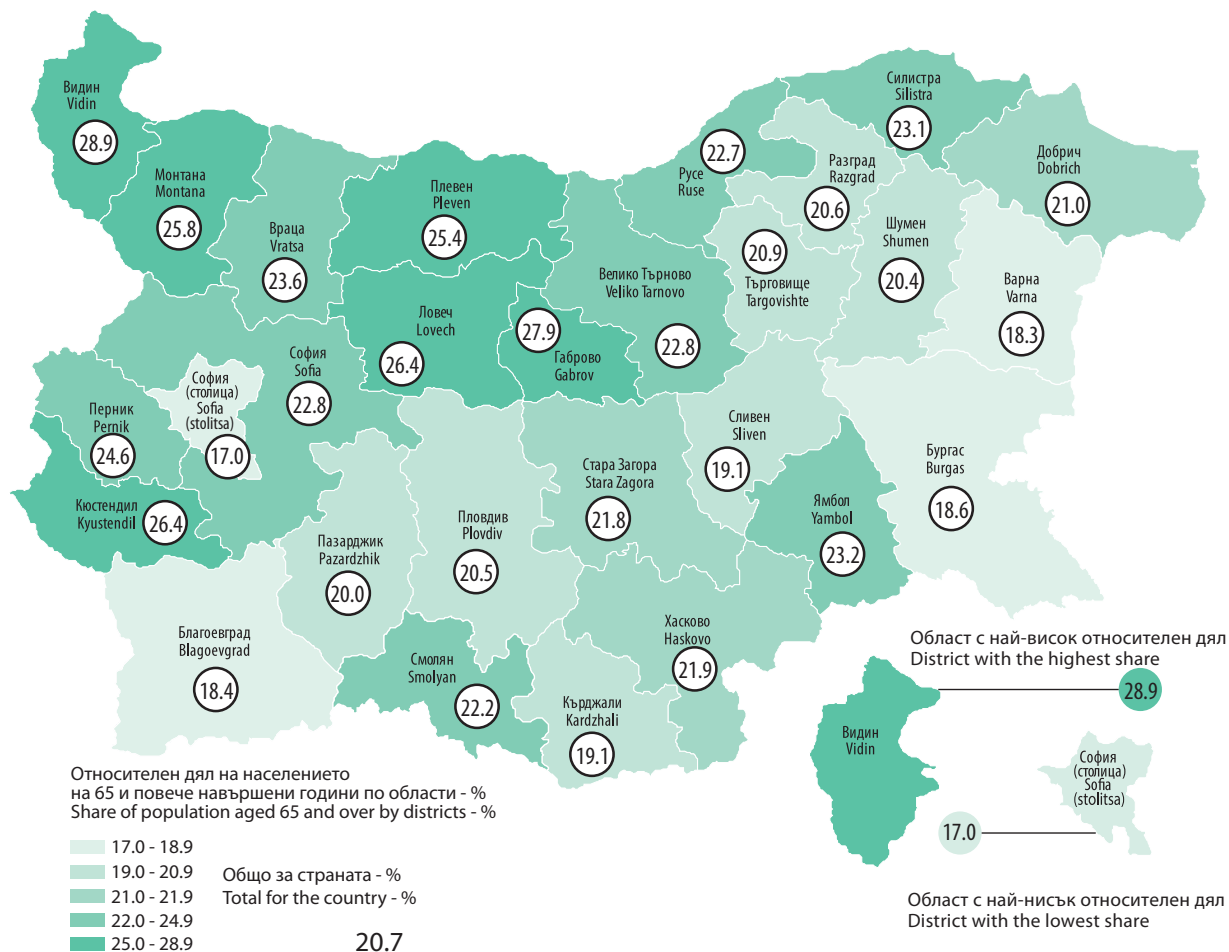 Видин
Vidin
28.9
Монтана
Montana
25.8
Враца
Vratsa
23.6
Плевен
Pleven
25.4
Ловеч
Lovech
26.4
27.9
Габрово
Gabrov
Велико Търново
Veliko Tarnovo
22.8
22.7
Русе
Ruse
Разград
Razgrad
20.6
Силистра
Silistra
23.1
Добрич
Dobrich
21.0
20.9
Търговище
Targovishte
Шумен
Shumen
20.4
Варна
Varna
18.3
София
Sofia
22.8
София
(столица)
Sofia
(stolitsa)
17.0
Перник
Pernik
24.6
Кюстендил
Kyustendil
26.4
Благоевград
Blagoevgrad
18.4
Пазарджик
Pazardzhik
20.0
Пловдив
Plovdiv
20.5
Смолян
Smolyan
22.2
Стара Загора
Stara Zagora
21.8
Сливен
Sliven
19.1
Ямбол
Yambol
23.2
Бургас
Burgas
18.6
Хасково
Haskovo
21.9
Кърджали
Kardzhali
19.1
Област с най-висок относителен дял
District with the highest share
28.9
Видин
Vidin
София
(столица)
Sofia
(stolitsa)
17.0
Област с най-нисък относителен дял
District with the lowest share
Относителен дял на населението
на 65 и повече навършени години по области - %
Share of population aged 65 and over by districts - %
17.0 - 18.9
19.0 - 20.9
21.0 - 21.9
22.0 - 24.9
25.0 - 28.9
Общо за страната - %
Total for the country - %
20.7